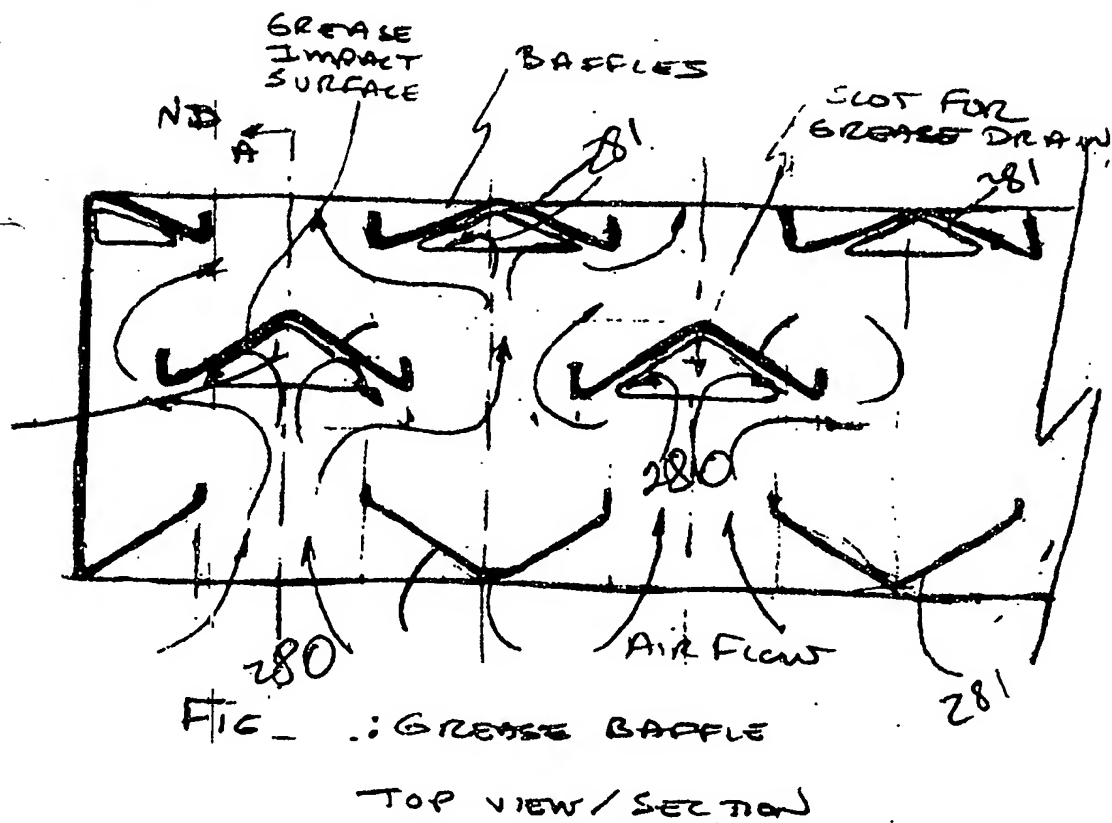 GREASE
IMPACT
SURFACE
BAFFLES
SLOT FOR
GREASE DRAIN
ND
A
281
281
280
280
AIR FLOW
281
FIG_ .: GREASE BAFFLE
TOP VIEW/SECTION